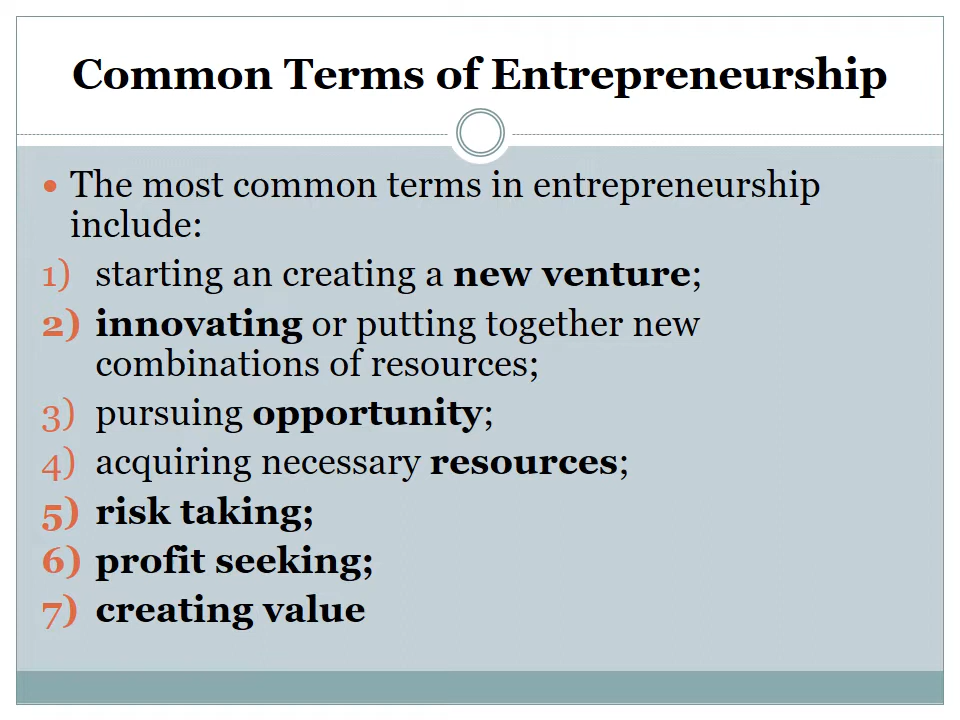 Common Terms of Entrepreneurship
• The most common terms in entrepreneurship
include:
1) starting an creating a new venture;
2) innovating or putting together new
combinations of resources;
3) pursuing opportunity;
4) acquiring necessary resources;
5) risk taking;
6) profit seeking;
7) creating value